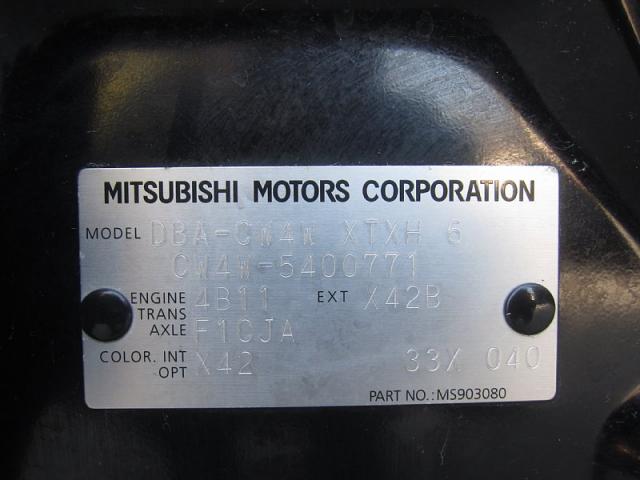 MITSUBISHI MOTORS CORPORATION
MODEL DBA-CW4W XTXH 6
CW4W-5400771
ENGINE 4B11 EXT X42B
TRANS
AXLE F1CJA
COLOR. INT X42 33X 040
OPT
PART NO.: MS903080